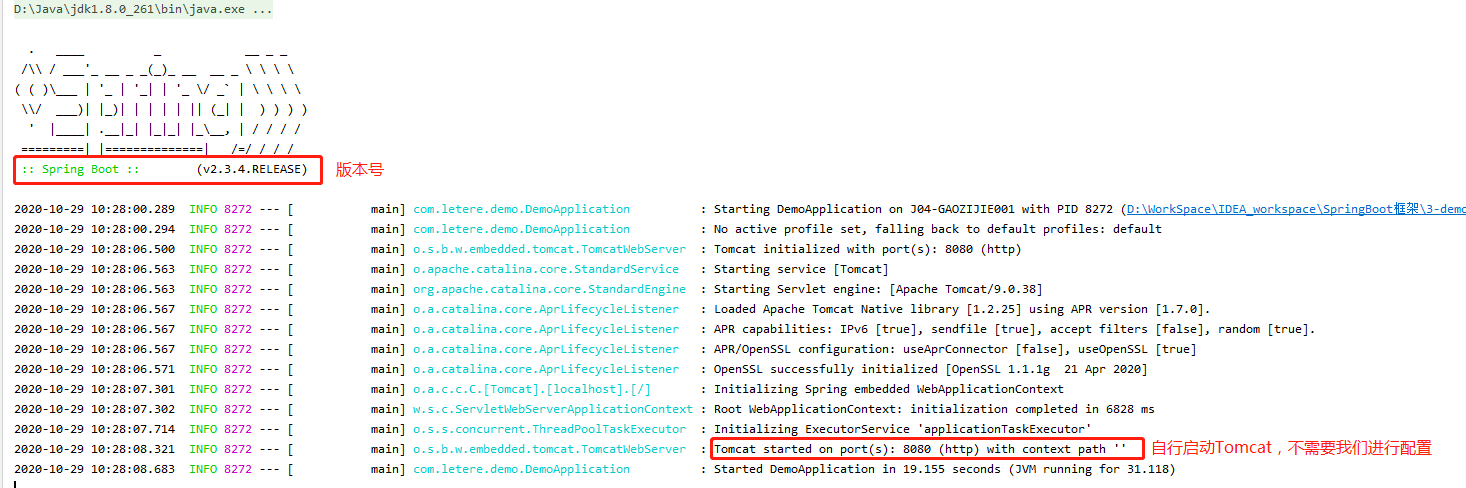 D:\Java\jdk1.8.0_261\bin\java.exe ...
  .   ____          _            __ _ _
 /\\ / ___'_ __ _ _(_)_ __  __ _ \ \ \ \
( ( )\___ | '_ | '_| | '_ \/ _` | \ \ \ \
 \\/  ___)| |_)| | | | | || (_| |  ) ) ) )
  '  |____| .__|_| |_|_| |_\__, | / / / /
 =========|_|==============|___/=/_/_/_/
 :: Spring Boot ::        (v2.3.4.RELEASE) 版本号
2020-10-29 10:28:00.289  INFO 8272 --- [           main] com.letere.demo.DemoApplication          : Starting DemoApplication on J04-GAOZIJIE001 with PID 8272 (D:\WorkSpace\IDEA_workspace\SpringBoot框架\3-demo
2020-10-29 10:28:00.294  INFO 8272 --- [           main] com.letere.demo.DemoApplication          : No active profile set, falling back to default profiles: default
2020-10-29 10:28:06.500  INFO 8272 --- [           main] o.s.b.w.embedded.tomcat.TomcatWebServer  : Tomcat initialized with port(s): 8080 (http)
2020-10-29 10:28:06.563  INFO 8272 --- [           main] o.apache.catalina.core.StandardService   : Starting service [Tomcat]
2020-10-29 10:28:06.563  INFO 8272 --- [           main] org.apache.catalina.core.StandardEngine  : Starting Servlet engine: [Apache Tomcat/9.0.38]
2020-10-29 10:28:06.567  INFO 8272 --- [           main] o.a.catalina.core.AprLifecycleListener   : Loaded Apache Tomcat Native library [1.2.25] using APR version [1.7.0].
2020-10-29 10:28:06.567  INFO 8272 --- [           main] o.a.catalina.core.AprLifecycleListener   : APR capabilities: IPv6 [true], sendfile [true], accept filters [false], random [true].
2020-10-29 10:28:06.567  INFO 8272 --- [           main] o.a.catalina.core.AprLifecycleListener   : APR/OpenSSL configuration: useAprConnector [false], useOpenSSL [true]
2020-10-29 10:28:06.571  INFO 8272 --- [           main] o.a.catalina.core.AprLifecycleListener   : OpenSSL successfully initialized [OpenSSL 1.1.1g  21 Apr 2020]
2020-10-29 10:28:07.301  INFO 8272 --- [           main] o.a.c.c.C.[Tomcat].[localhost].[/]       : Initializing Spring embedded WebApplicationContext
2020-10-29 10:28:07.302  INFO 8272 --- [           main] w.s.c.ServletWebServerApplicationContext : Root WebApplicationContext: initialization completed in 6828 ms
2020-10-29 10:28:07.714  INFO 8272 --- [           main] o.s.s.concurrent.ThreadPoolTaskExecutor  : Initializing ExecutorService 'applicationTaskExecutor'
2020-10-29 10:28:08.321  INFO 8272 --- [           main] o.s.b.w.embedded.tomcat.TomcatWebServer  : Tomcat started on port(s): 8080 (http) with context path '' 自行启动Tomcat，不需要我们进行配置
2020-10-29 10:28:08.683  INFO 8272 --- [           main] com.letere.demo.DemoApplication          : Started DemoApplication in 19.155 seconds (JVM running for 31.118)